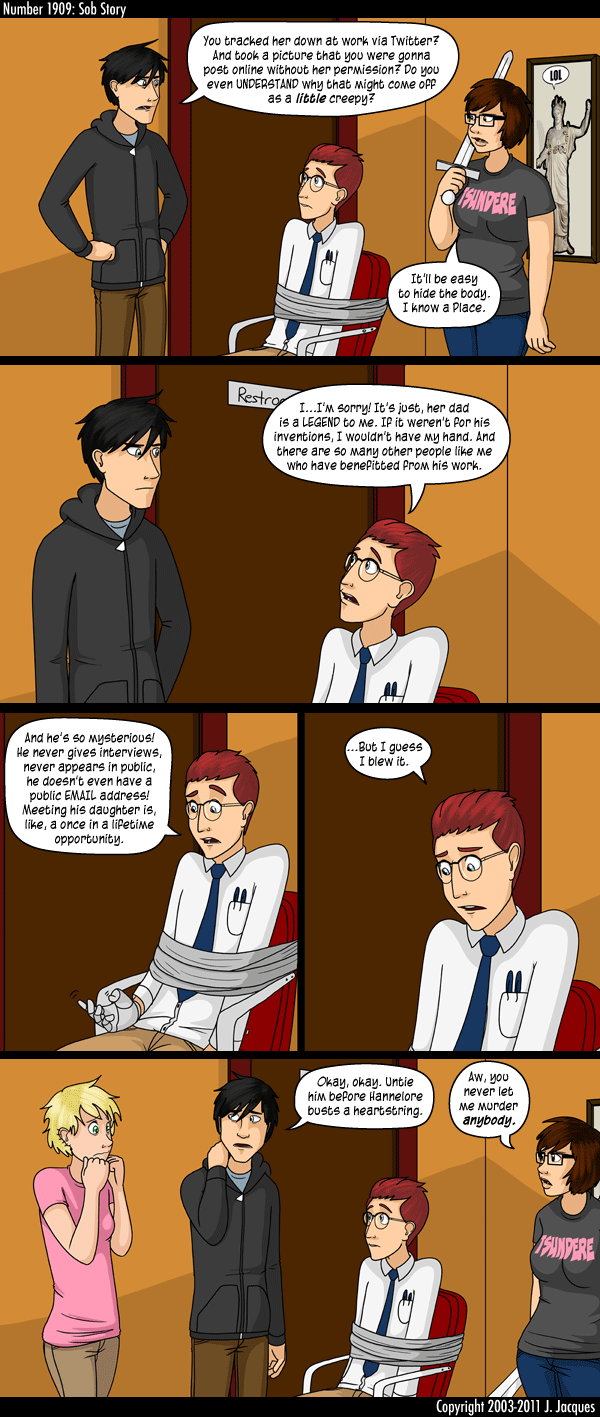 Number 1909: Sob Story
You tracked her down at work via Twitter?
And took a picture that you were gonna
post online without her permission? Do you
even UNDERSTAND why that might come off
as a little creepy?
LOL
TSUNDERE
It'll be easy
to hide the body.
I know a Place.
Restroo
I...I'm sorry! It's just, her dad
is a LEGEND to me. If it weren't for his
inventions, I wouldn't have my hand. And
there are so many other people like me
who have benefitted from his work.
And he's so mysterious!
He never gives interviews,
never appears in public,
he doesn't even have a
public EMAIL address!
Meeting his daughter is,
like, a once in a lifetime
opportunity.
...But I guess
I blew it.
Okay, okay. Untie
him before Hannelore
busts a heartstring.
Aw, you
never let
me murder
anybody.
TSUNDERE
Copyright 2003-2011 J. Jacques